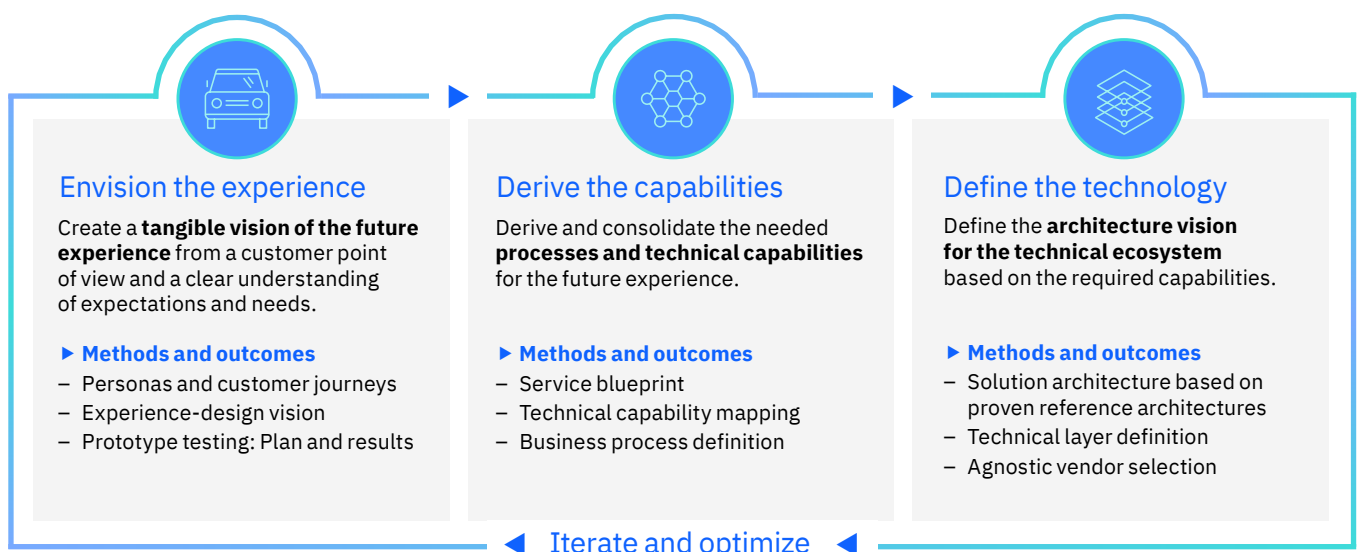 Envision the experience
Create a tangible vision of the future
experience from a customer point
of view and a clear understanding
of expectations and needs.
▶ Methods and outcomes
– Personas and customer journeys
– Experience-design vision
– Prototype testing: Plan and results
Derive the capabilities
Derive and consolidate the needed
processes and technical capabilities
for the future experience.
▶ Methods and outcomes
– Service blueprint
– Technical capability mapping
– Business process definition
Define the technology
Define the architecture vision
for the technical ecosystem
based on the required capabilities.
▶ Methods and outcomes
– Solution architecture based on
proven reference architectures
– Technical layer definition
– Agnostic vendor selection
Iterate and optimize